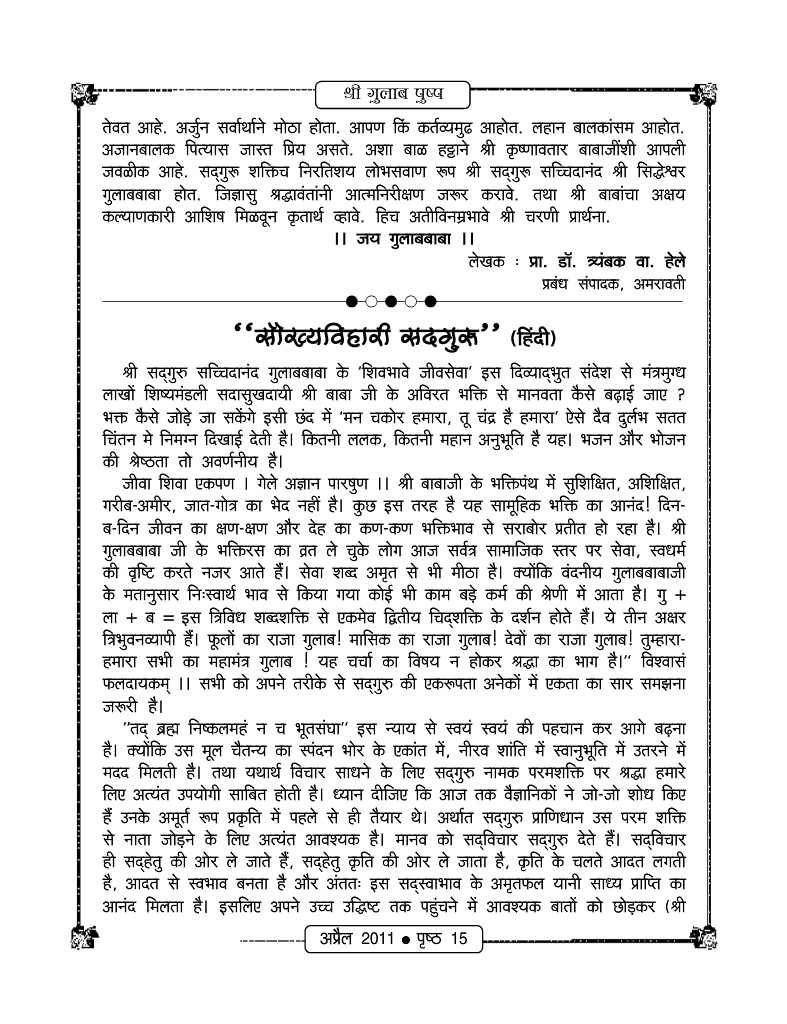 श्री गुलाब पुष्प
तेवत आहे. अर्जुन सर्वार्थाने मोठा होता. आपण किं कर्तव्यमुढ आहोत. लहान बालकांसम आहोत.
अजानबालक पित्यास जास्त प्रिय असते. अशा बाळ हट्टाने श्री कृष्णावतार बाबाजींशी आपली
जवळीक आहे. सद्‌गुरू शक्तिच निरतिशय लोभसवाण रूप श्री सद्‌गुरू सच्चिदानंद श्री सिद्धेश्वर
गुलाबबाबा होत. जिज्ञासु श्रद्धावंतांनी आत्मनिरीक्षण जरूर करावे. तथा श्री बाबांचा अक्षय
कल्याणकारी आशिष मिळवून कृतार्थ व्हावे. हिच अतीविनम्रभावे श्री चरणी प्रार्थना.
।। जय गुलाबबाबा ।।
लेखक : प्रा. डॉ. त्र्यंबक वा. हेले
प्रबंध संपादक, अमरावती
‘‘सौख्यविहारी सदगुरू’’ (हिंदी)
श्री सद्‌गुरु सच्चिदानंद गुलाबबाबा के ‘शिवभावे जीवसेवा’ इस दिव्याद्‌भुत संदेश से मंत्रमुग्ध
लाखों शिष्यमंडली सदासुखदायी श्री बाबा जी के अविरत भक्ति से मानवता कैसे बढ़ाई जाए ?
भक्त कैसे जोड़े जा सकेंगे इसी छंद में ‘मन चकोर हमारा, तू चंद्र है हमारा’ ऐसे दैव दुर्लभ सतत
चिंतन मे निमग्न दिखाई देती है। कितनी ललक, कितनी महान अनुभूति है यह। भजन और भोजन
की श्रेष्ठता तो अवर्णनीय है।
जीवा शिवा एकपण । गेले अज्ञान पारषुण ।। श्री बाबाजी के भक्तिपंथ में सुशिक्षित, अशिक्षित,
गरीब-अमीर, जात-गोत्र का भेद नहीं है। कुछ इस तरह है यह सामूहिक भक्ति का आनंद! दिन-
ब-दिन जीवन का क्षण-क्षण और देह का कण-कण भक्तिभाव से सराबोर प्रतीत हो रहा है। श्री
गुलाबबाबा जी के भक्तिरस का व्रत ले चुके लोग आज सर्वत्र सामाजिक स्तर पर सेवा, स्वधर्म
की वृष्टि करते नजर आते हैं। सेवा शब्द अमृत से भी मीठा है। क्योंकि वंदनीय गुलाबबाबाजी
के मतानुसार निःस्वार्थ भाव से किया गया कोई भी काम बड़े कर्म की श्रेणी में आता है। गु +
ला + ब = इस त्रिविध शब्दशक्ति से एकमेव द्वितीय चिद्‌शक्ति के दर्शन होते हैं। ये तीन अक्षर
त्रिभुवनव्यापी हैं। फूलों का राजा गुलाब! मासिक का राजा गुलाब! देवों का राजा गुलाब! तुम्हारा-
हमारा सभी का महामंत्र गुलाब ! यह चर्चा का विषय न होकर श्रद्धा का भाग है।’’ विश्वासं
फलदायकम् ।। सभी को अपने तरीके से सद्‌गुरु की एकरूपता अनेकों में एकता का सार समझना
जरूरी है।
’’तद् ब्रह्म निष्कलमहं न च भूतसंघा’’ इस न्याय से स्वयं स्वयं की पहचान कर आगे बढ़ना
है। क्योंकि उस मूल चैतन्य का स्पंदन भोर के एकांत में, नीरव शांति में स्वानुभूति में उतरने में
मदद मिलती है। तथा यथार्थ विचार साधने के लिए सद्‌गुरु नामक परमशक्ति पर श्रद्धा हमारे
लिए अत्यंत उपयोगी साबित होती है। ध्यान दीजिए कि आज तक वैज्ञानिकों ने जो-जो शोध किए
हैं उनके अमूर्त रूप प्रकृति में पहले से ही तैयार थे। अर्थात सद्‌गुरु प्राणिधान उस परम शक्ति
से नाता जोड़ने के लिए अत्यंत आवश्यक है। मानव को सद्‌विचार सद्‌गुरु देते हैं। सद्‌विचार
ही सद्‌हेतु की ओर ले जाते हैं, सद्‌हेतु कृति की ओर ले जाता है, कृति के चलते आदत लगती
है, आदत से स्वभाव बनता है और अंततः इस सद्‌स्वाभाव के अमृतफल यानी साध्य प्राप्ति का
आनंद मिलता है। इसलिए अपने उच्च उद्धिष्ट तक पहुंचने में आवश्यक बातों को छोड़कर (श्री
अप्रैल 2011 ● पृष्ठ 15